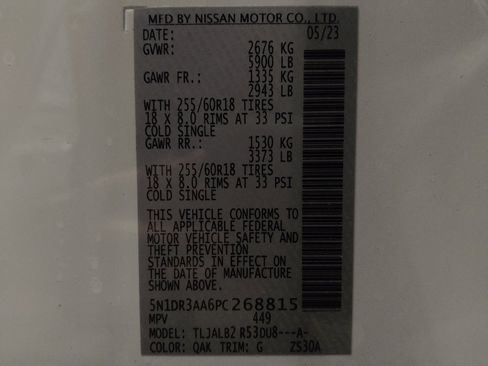 MFD BY NISSAN MOTOR CO., LTD.
DATE: 05/23
GVWR: 2676 KG
5900 LB
GAWR FR.: 1335 KG
2943 LB
WITH 255/60R18 TIRES
18 X 8.0 RIMS AT 33 PSI
COLD SINGLE
GAWR RR.: 1530 KG
3373 LB
WITH 255/60R18 TIRES
18 X 8.0 RIMS AT 33 PSI
COLD SINGLE
THIS VEHICLE CONFORMS TO
ALL APPLICABLE FEDERAL
MOTOR VEHICLE SAFETY AND
THEFT PREVENTION
STANDARDS IN EFFECT ON
THE DATE OF MANUFACTURE
SHOWN ABOVE.
5N1DR3AA6PC268815
MPV 449
MODEL: TLJALB2 R53DU8---A-
COLOR: QAK TRIM: G ZS30A